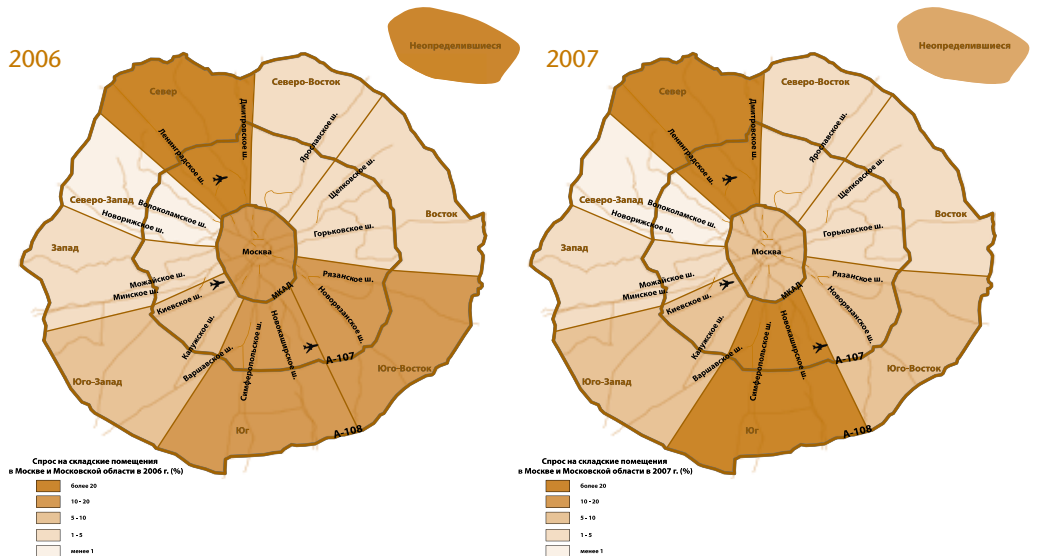 2006
Неопределившиеся
Север
Северо-Восток
Дмитровское ш.
Ленинградское ш.
Ярославское ш.
Щелковское ш.
Северо-Запад
Волоколамское ш.
Новорижское ш.
Восток
Горьковское ш.
Запад
Москва
Можайское ш.
Минское ш.
Киевское ш.
Рязанское ш.
МКАД
Новорязанское ш.
Калужское ш.
Варшавское ш.
Симферопольское ш.
Новокаширское ш.
А-107
Юго-Запад
Юго-Восток
Юг
А-108
Спрос на складские помещения
в Москве и Московской области в 2006 г. (%)
более 20
10 - 20
5 - 10
1 - 5
менее 1
2007
Неопределившиеся
Север
Северо-Восток
Дмитровское ш.
Ленинградское ш.
Ярославское ш.
Щелковское ш.
Северо-Запад
Волоколамское ш.
Новорижское ш.
Восток
Горьковское ш.
Запад
Москва
Можайское ш.
Минское ш.
Киевское ш.
Рязанское ш.
МКАД
Новорязанское ш.
Калужское ш.
Варшавское ш.
Симферопольское ш.
Новокаширское ш.
А-107
Юго-Запад
Юго-Восток
Юг
А-108
Спрос на складские помещения
в Москве и Московской области в 2007 г. (%)
более 20
10 - 20
5 - 10
1 - 5
менее 1